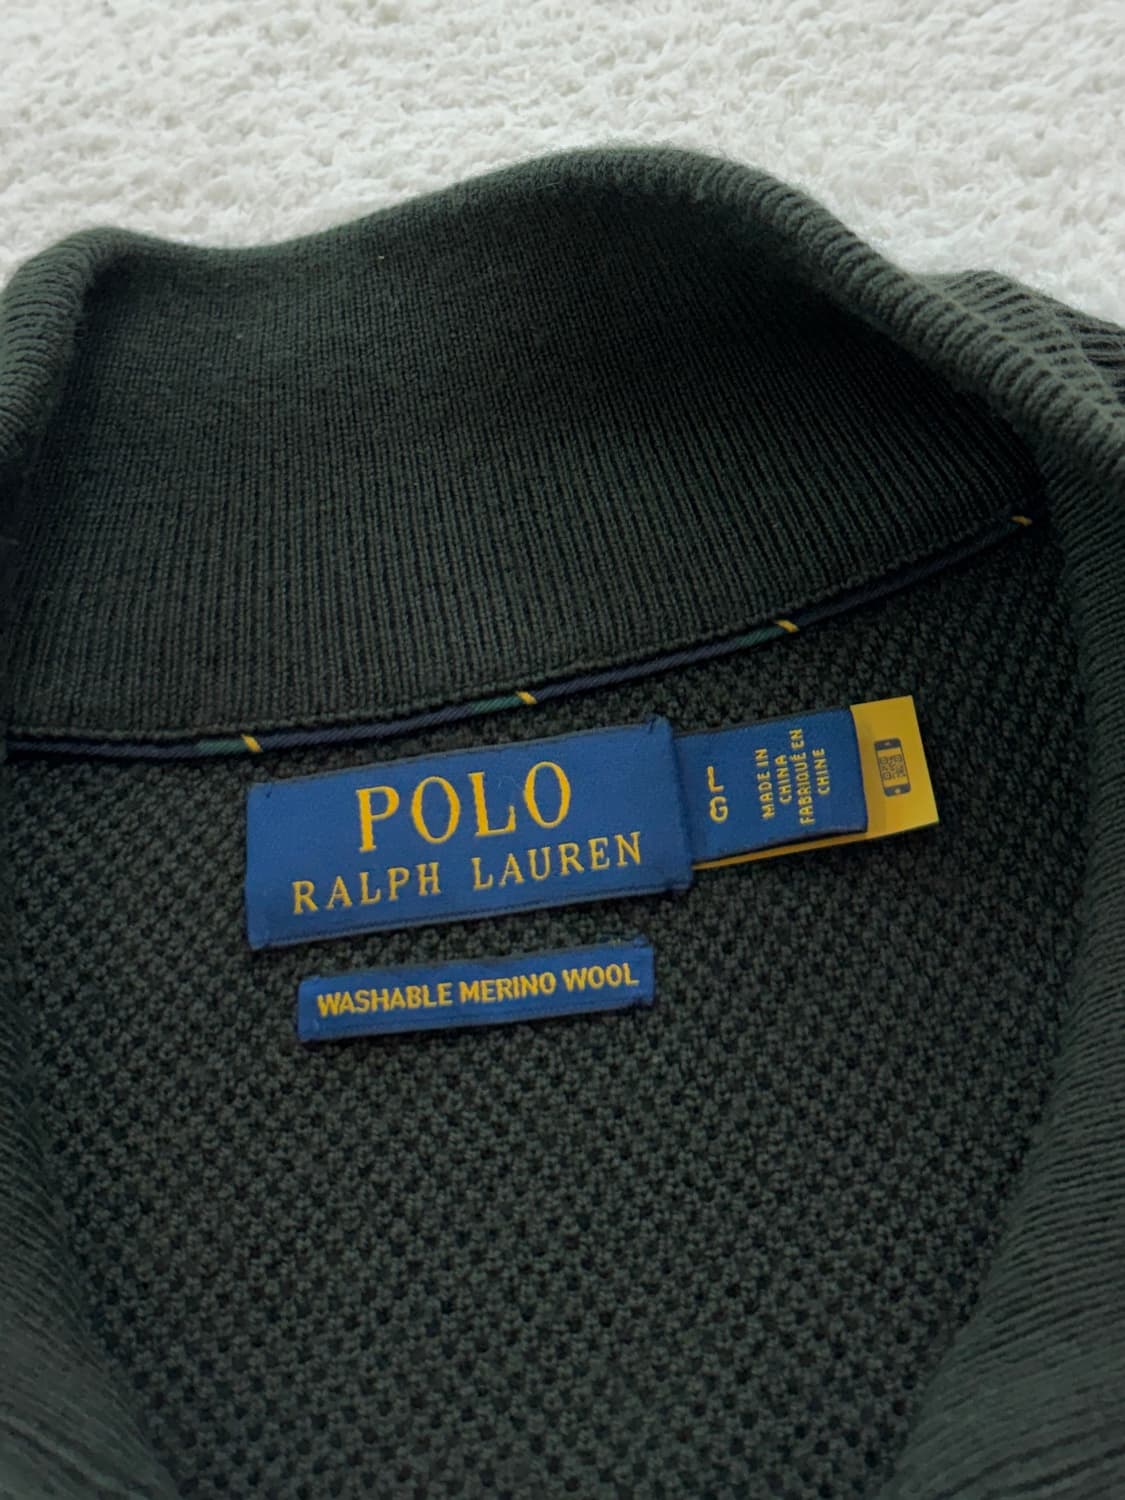 POLO
RALPH LAUREN
L
G
MADE IN
CHINA
FABRIQUÉ EN
CHINE
WASHABLE MERINO WOOL